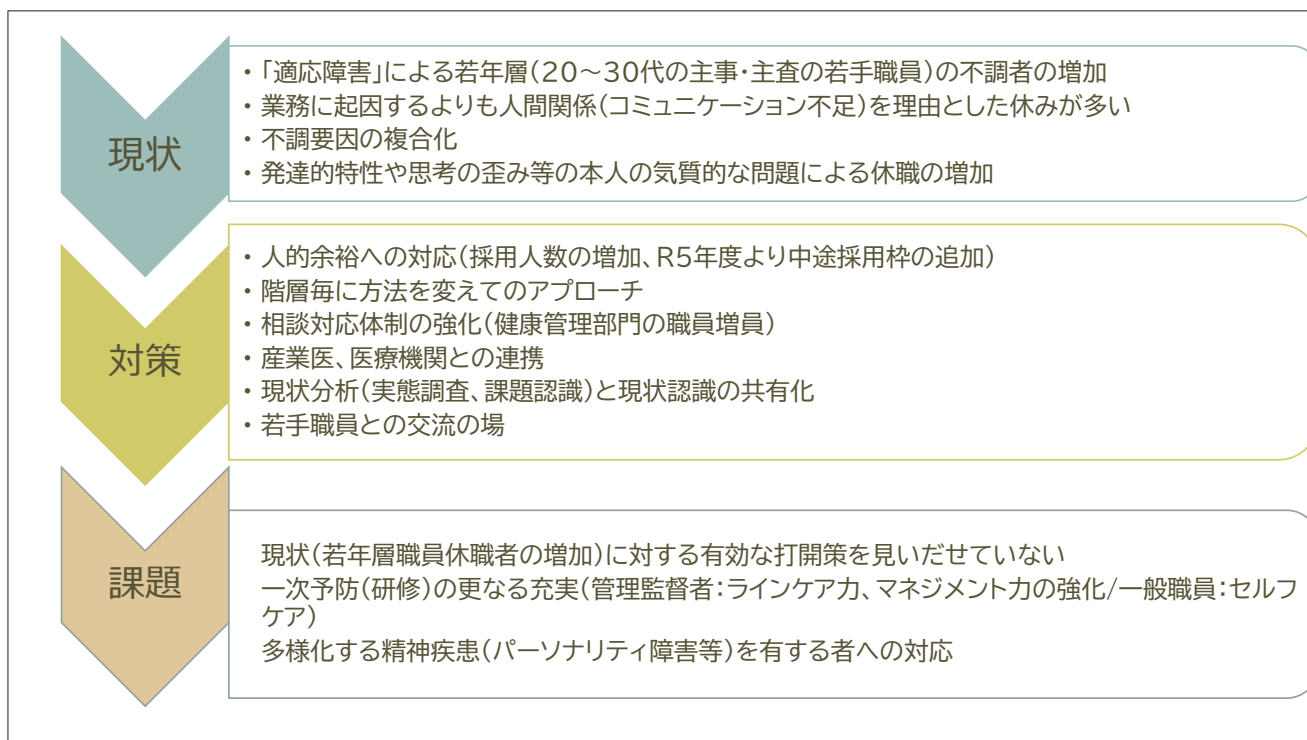 現状
・「適応障害」による若年層(20～30代の主事・主査の若手職員)の不調者の増加
・業務に起因するよりも人間関係(コミュニケーション不足)を理由とした休みが多い
・不調要因の複合化
・発達的特性や思考の歪み等の本人の気質的な問題による休職の増加
対策
・人的余裕への対応(採用人数の増加、R5年度より中途採用枠の追加)
・階層毎に方法を変えてのアプローチ
・相談対応体制の強化(健康管理部門の職員増員)
・産業医、医療機関との連携
・現状分析(実態調査、課題認識)と現状認識の共有化
・若手職員との交流の場
課題
現状(若年層職員休職者の増加)に対する有効な打開策を見いだせていない
一次予防(研修)の更なる充実(管理監督者:ラインケア力、マネジメント力の強化/一般職員:セルフ
ケア)
多様化する精神疾患(パーソナリティ障害等)を有する者への対応